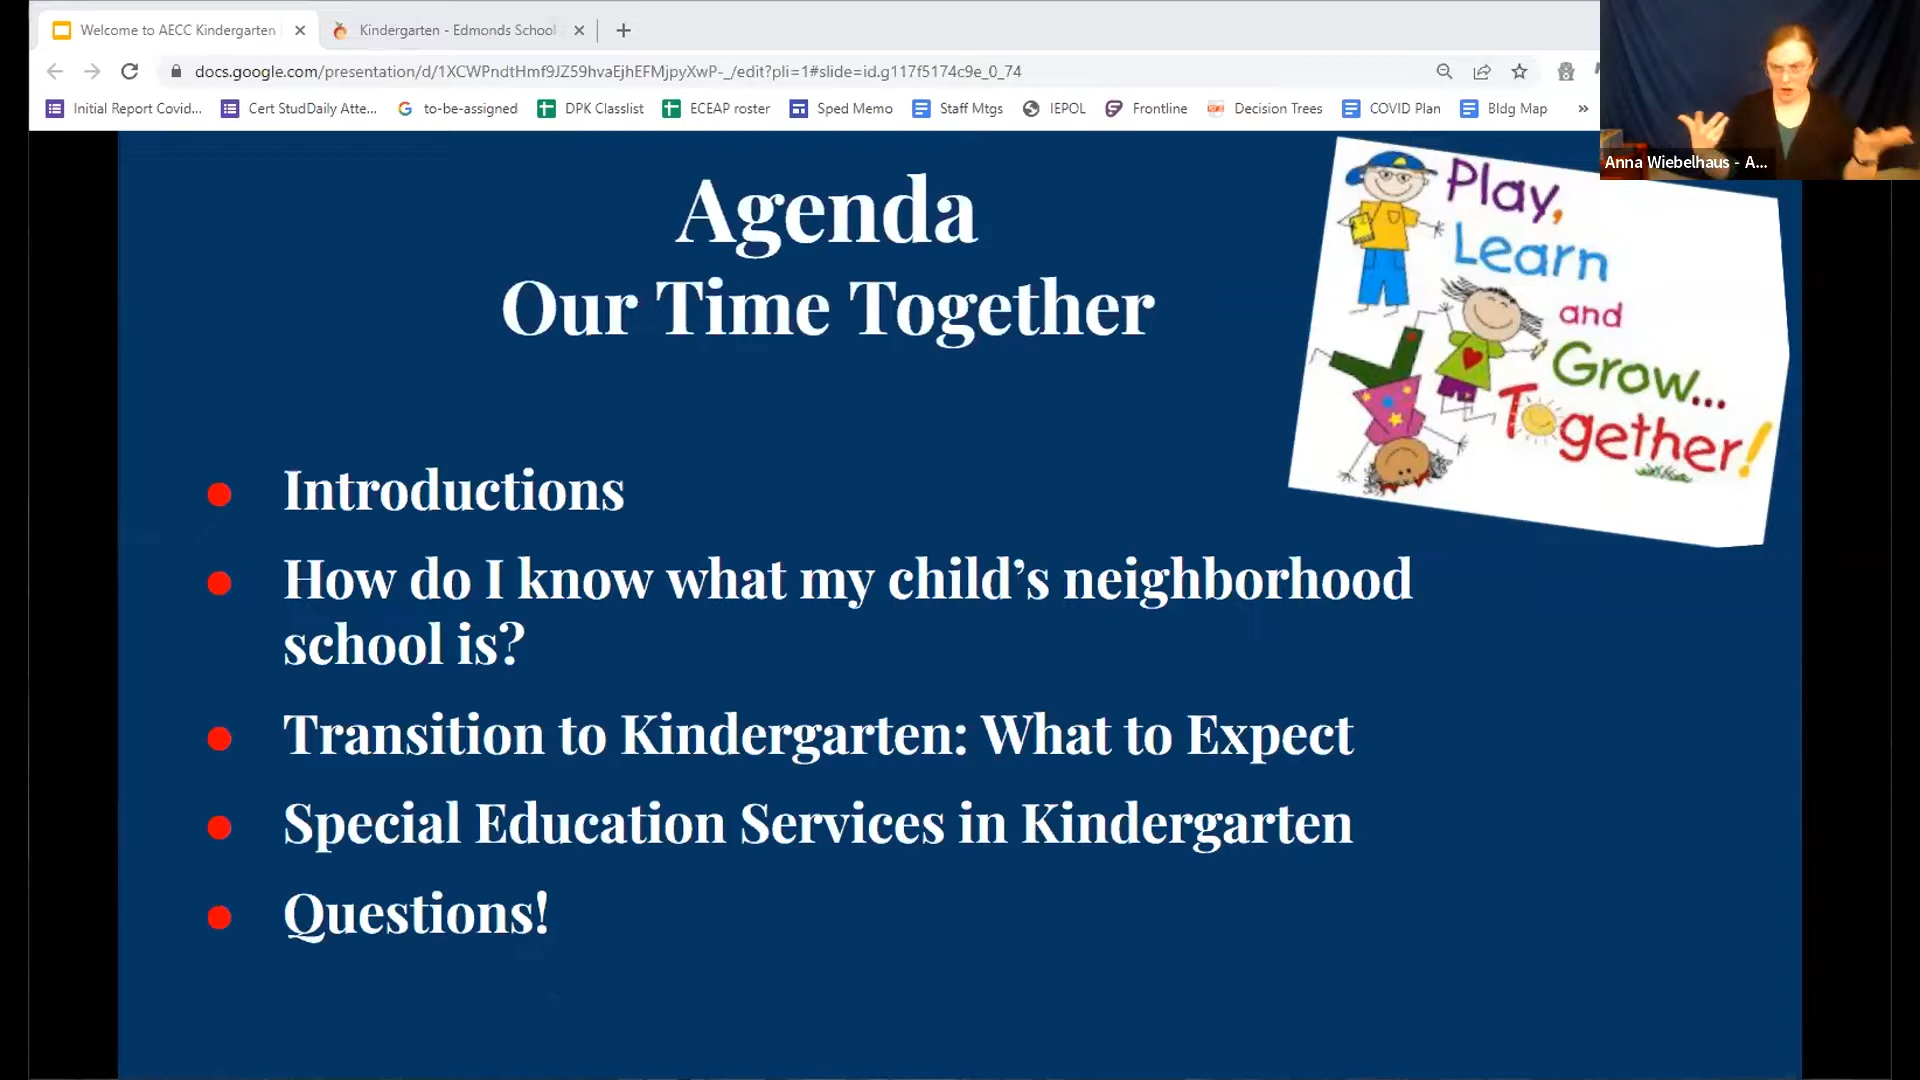 Welcome to AECC Kindergarten
Kindergarten - Edmonds School
docs.google.com/presentation/d/1XCWPndtHmf9JZ59hvaEjhEFMjpyXwP-_/edit?pli=1#slide=id.g117f5174c9e_0_74
Initial Report Covid... Cert StudDaily Atte... to-be-assigned DPK Classlist ECEAP roster Sped Memo Staff Mtgs IEPOL Frontline Decision Trees COVID Plan Bldg Map »
Anna Wiebelhaus - A...
Agenda
Our Time Together
Play,
Learn
and
Grow...
Together!
Introductions
How do I know what my child's neighborhood
school is?
Transition to Kindergarten: What to Expect
Special Education Services in Kindergarten
Questions!